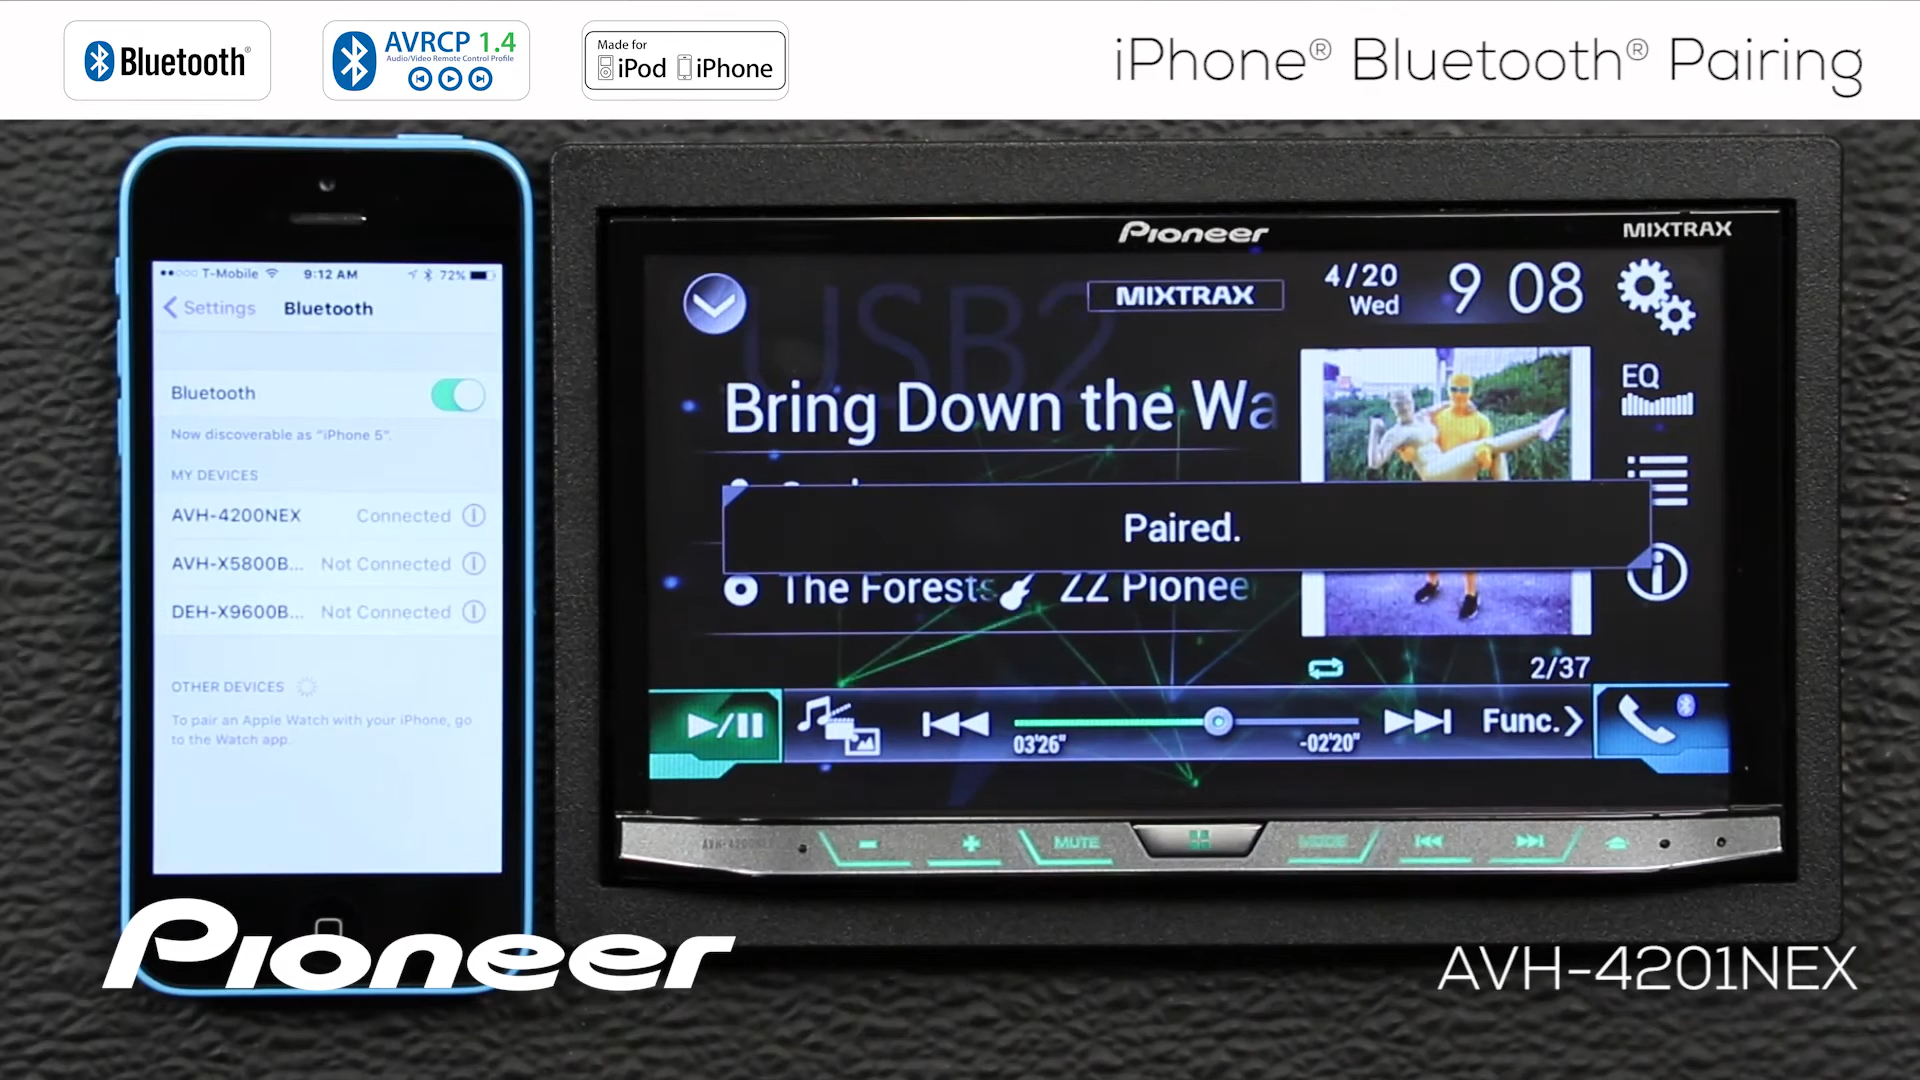 Bluetooth®
AVRCP 1.4
Audio/Video Remote Control Profile
Made for
iPod iPhone
iPhone® Bluetooth® Pairing
T-Mobile 9:12 AM 72%
Settings Bluetooth
Bluetooth
Now discoverable as “iPhone 5”.
MY DEVICES
AVH-4200NEX Connected
AVH-X5800B... Not Connected
DEH-X9600B... Not Connected
OTHER DEVICES
To pair an Apple Watch with your iPhone, go
to the Watch app.
Pioneer MIXTRAX
USB2
MIXTRAX 4/20 Wed 9 08
Bring Down the Wa
EQ
Paired.
The Forests ZZ Pionee
2/37
03'26" -02'20" Func.
AVH-4200NEX MUTE MODE
Pioneer
AVH-4201NEX